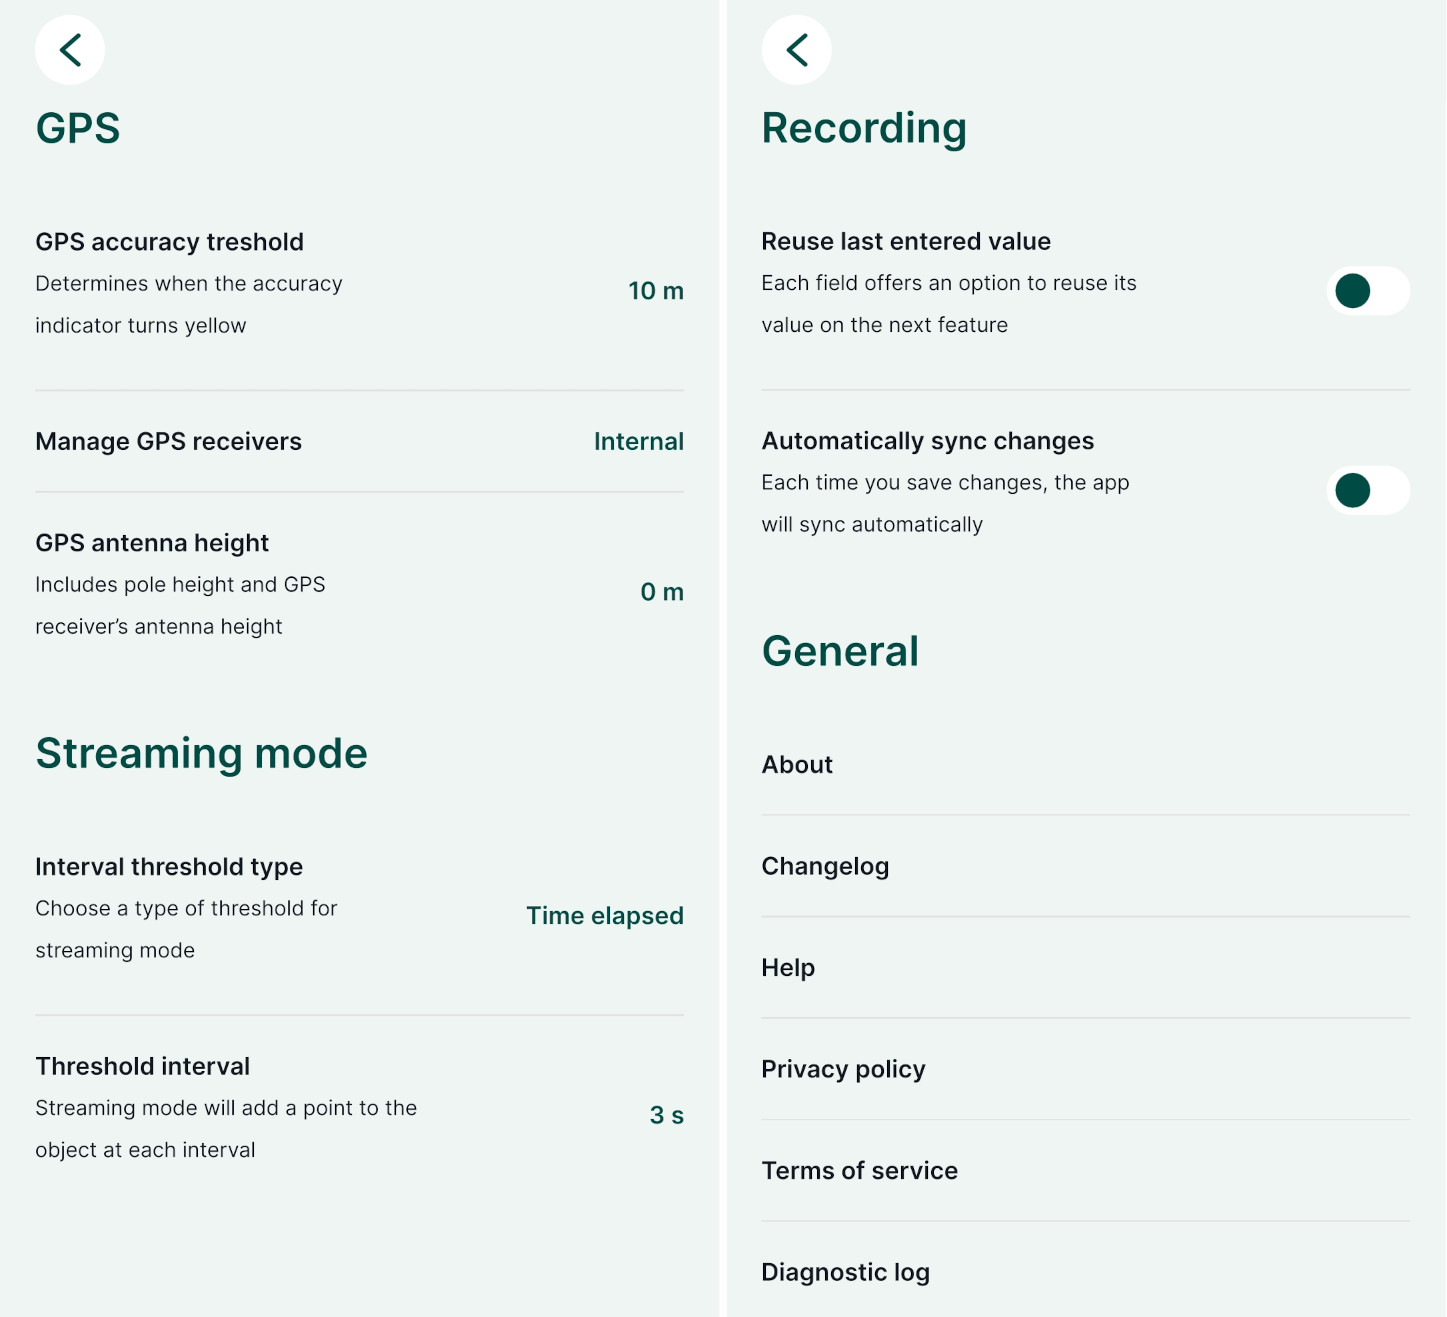 GPS
GPS accuracy treshold
Determines when the accuracy
indicator turns yellow
10 m
Manage GPS receivers
Internal
GPS antenna height
Includes pole height and GPS
receiver’s antenna height
0 m
Streaming mode
Interval threshold type
Choose a type of threshold for
streaming mode
Time elapsed
Threshold interval
Streaming mode will add a point to the
object at each interval
3 s
Recording
Reuse last entered value
Each field offers an option to reuse its
value on the next feature
Automatically sync changes
Each time you save changes, the app
will sync automatically
General
About
Changelog
Help
Privacy policy
Terms of service
Diagnostic log